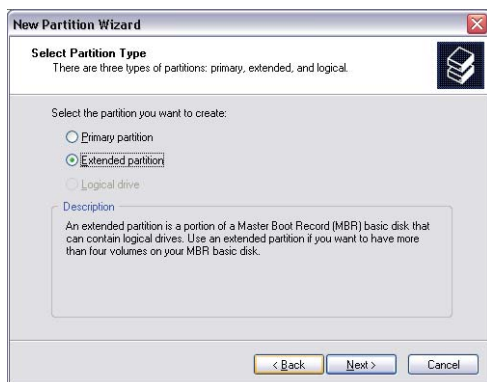 New Partition Wizard
Select Partition Type
There are three types of partitions: primary, extended, and logical.
Select the partition you want to create:
Primary partition
Extended partition
Logical drive
Description
An extended partition is a portion of a Master Boot Record (MBR) basic disk that
can contain logical drives. Use an extended partition if you want to have more
than four volumes on your MBR basic disk.
< Back Next > Cancel